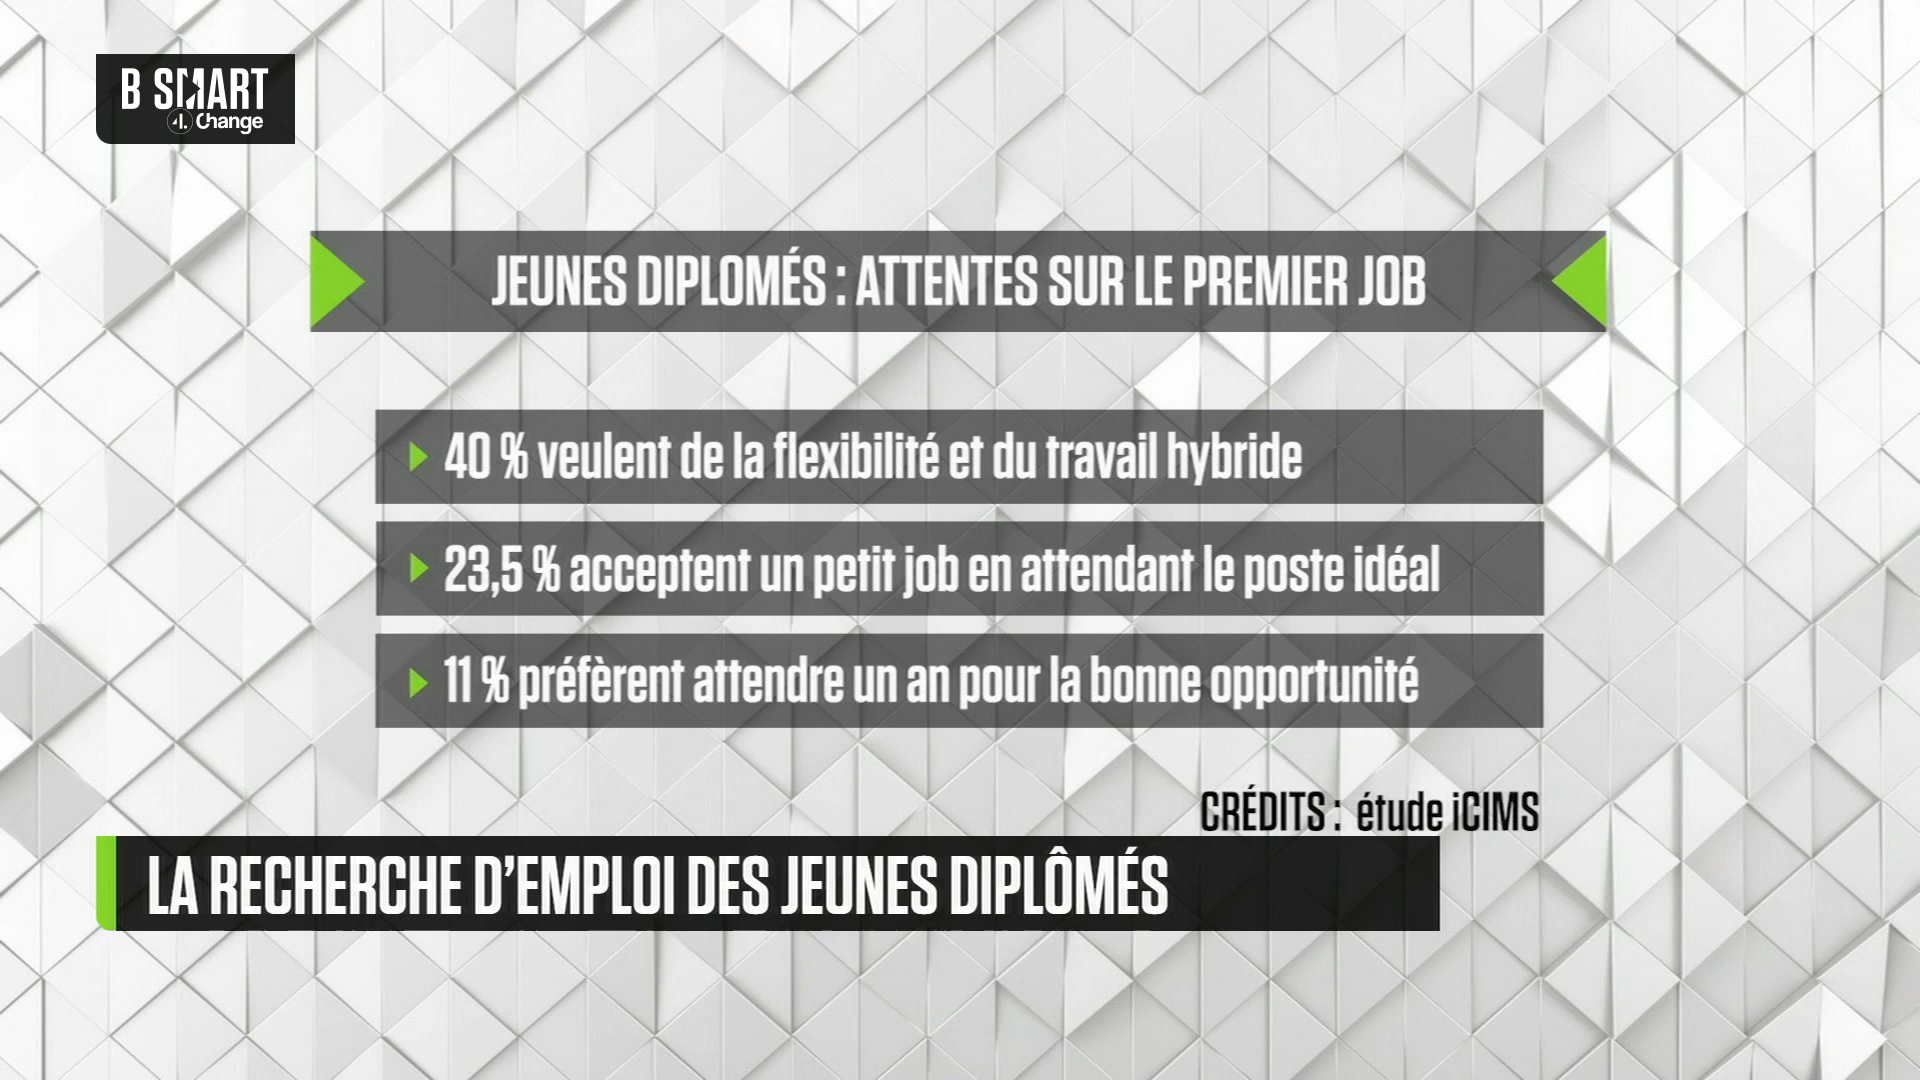 B SMART
4. Change
JEUNES DIPLOMÉS : ATTENTES SUR LE PREMIER JOB
40 % veulent de la flexibilité et du travail hybride
23,5 % acceptent un petit job en attendant le poste idéal
11 % préfèrent attendre un an pour la bonne opportunité
CRÉDITS : étude iCIMS
LA RECHERCHE D’EMPLOI DES JEUNES DIPLÔMÉS